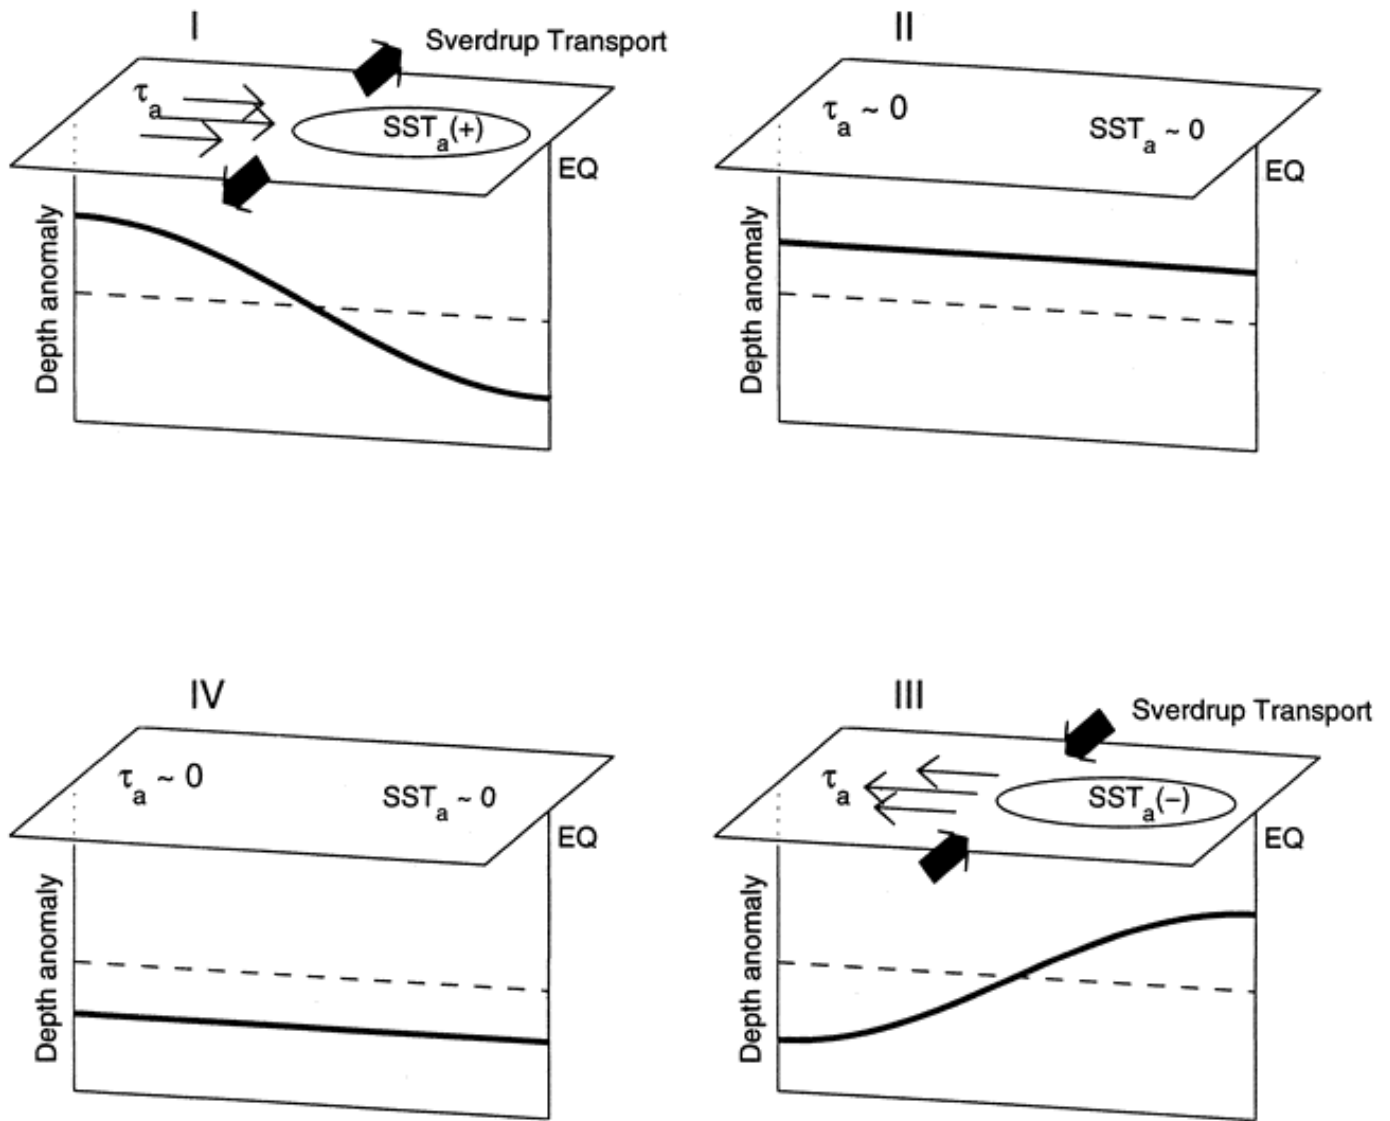 I
Sverdrup Transport
τa
SSTa(+)
EQ
Depth anomaly
II
τa ~ 0
SSTa ~ 0
EQ
Depth anomaly
IV
τa ~ 0
SSTa ~ 0
EQ
Depth anomaly
III
Sverdrup Transport
τa
SSTa(−)
EQ
Depth anomaly